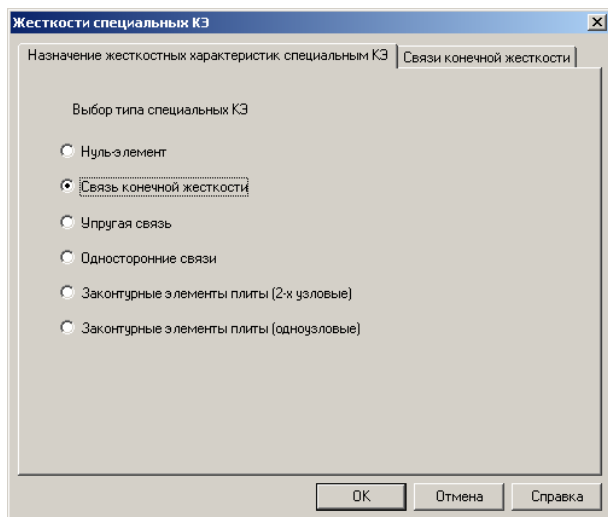 Жесткости специальных КЭ
Назначение жесткостных характеристик специальным КЭ
Связи конечной жесткости
Выбор типа специальных КЭ
Нуль-элемент
Связь конечной жесткости
Упругая связь
Односторонние связи
Законтурные элементы плиты (2-х узловые)
Законтурные элементы плиты (одноузловые)
OK
Отмена
Справка